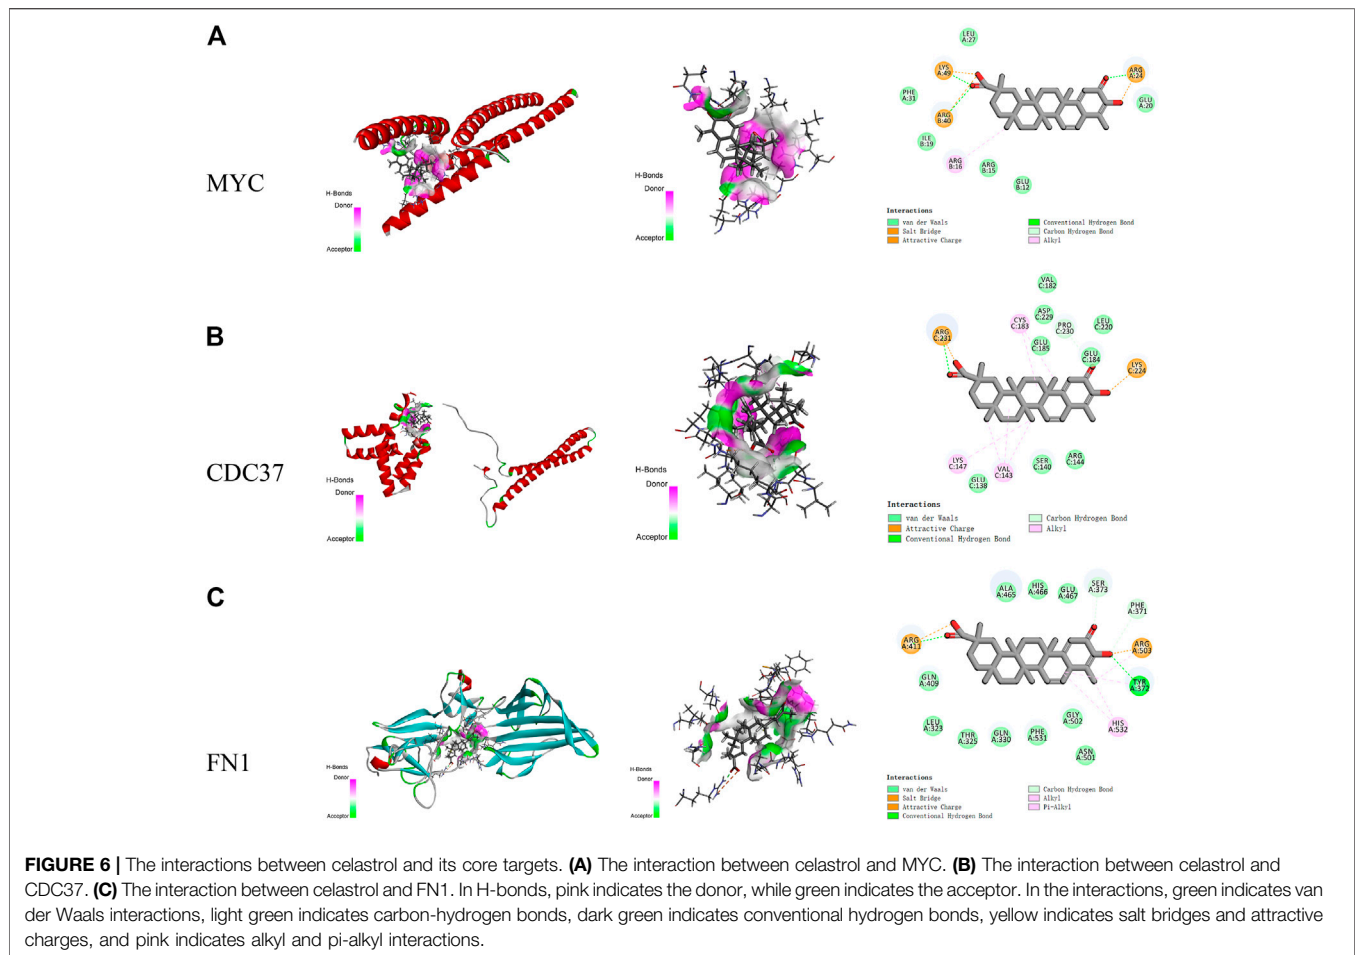 A
MYC
H-Bonds
Donor
Acceptor
H-Bonds
Donor
Acceptor
LEU
A:27
LYS
A:49
ARG
A:24
PHE
A:31
GLU
A:20
ARG
B:40
ILE
B:19
ARG
B:16
ARG
B:15
GLU
B:12
Interactions
van der Waals
Salt Bridge
Attractive Charge
Conventional Hydrogen Bond
Carbon Hydrogen Bond
Alkyl
B
CDC37
H-Bonds
Donor
Acceptor
H-Bonds
Donor
Acceptor
VAL
C:182
CYS
C:183
ASP
C:229
PRO
C:230
LEU
C:220
ARG
C:231
GLU
C:185
GLU
C:184
LYS
C:224
LYS
C:147
VAL
C:143
SER
C:140
ARG
C:144
GLU
C:138
Interactions
van der Waals
Attractive Charge
Conventional Hydrogen Bond
Carbon Hydrogen Bond
Alkyl
C
FN1
H-Bonds
Donor
Acceptor
H-Bonds
Donor
Acceptor
ALA
A:465
HIS
A:466
GLU
A:467
SER
A:373
PHE
A:371
ARG
A:411
ARG
A:503
GLN
A:409
TYR
A:372
LEU
A:323
THR
A:325
GLN
A:330
PHE
A:531
GLY
A:502
HIS
A:532
ASN
A:501
Interactions
van der Waals
Salt Bridge
Attractive Charge
Conventional Hydrogen Bond
Carbon Hydrogen Bond
Alkyl
Pi-Alkyl
FIGURE 6 | The interactions between celastrol and its core targets. (A) The interaction between celastrol and MYC. (B) The interaction between celastrol and
CDC37. (C) The interaction between celastrol and FN1. In H-bonds, pink indicates the donor, while green indicates the acceptor. In the interactions, green indicates van
der Waals interactions, light green indicates carbon-hydrogen bonds, dark green indicates conventional hydrogen bonds, yellow indicates salt bridges and attractive
charges, and pink indicates alkyl and pi-alkyl interactions.